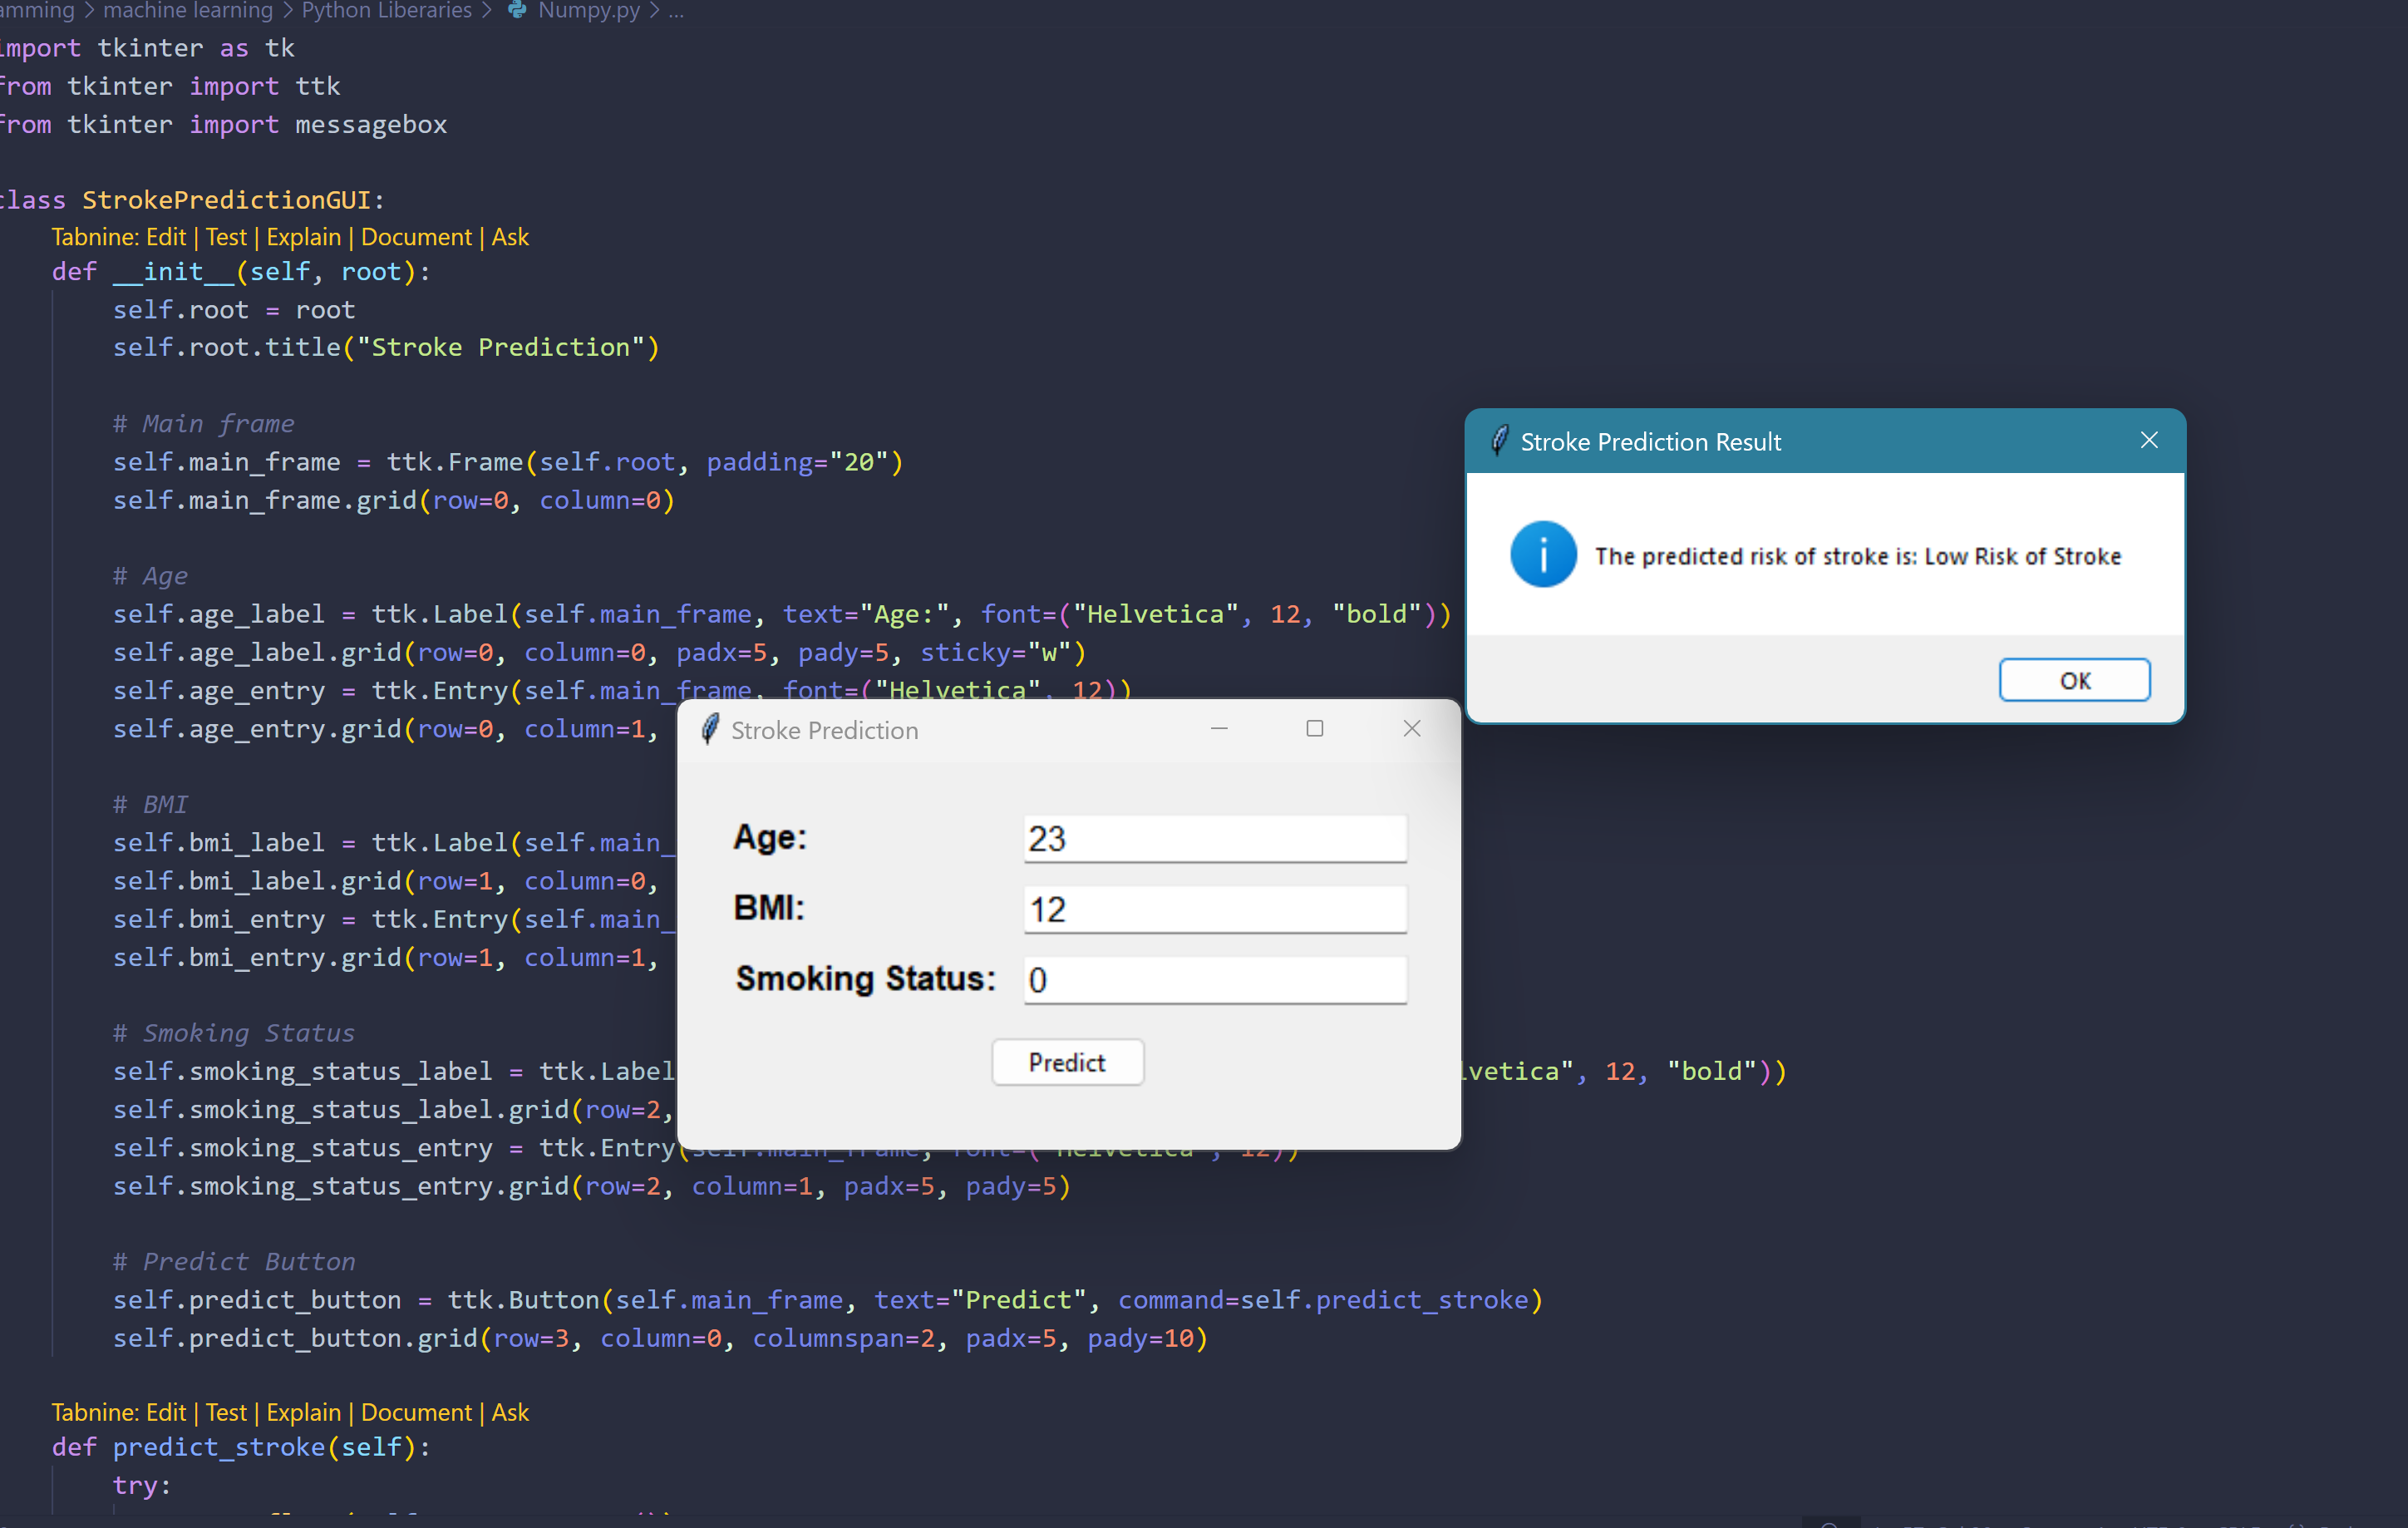 machine learning > Python Liberaries > Numpy.py > ...
import tkinter as tk
from tkinter import ttk
from tkinter import messagebox
class StrokePredictionGUI:
Tabnine: Edit | Test | Explain | Document | Ask
def __init__(self, root):
self.root = root
self.root.title("Stroke Prediction")
# Main frame
self.main_frame = ttk.Frame(self.root, padding="20")
self.main_frame.grid(row=0, column=0)
# Age
self.age_label = ttk.Label(self.main_frame, text="Age:", font=("Helvetica", 12, "bold"))
self.age_label.grid(row=0, column=0, padx=5, pady=5, sticky="w")
self.age_entry = ttk.Entry(self.main_frame, font=("Helvetica", 12))
self.age_entry.grid(row=0, column=1,
# BMI
self.bmi_label = ttk.Label(self.main_
self.bmi_label.grid(row=1, column=0,
self.bmi_entry = ttk.Entry(self.main_
self.bmi_entry.grid(row=1, column=1,
# Smoking Status
self.smoking_status_label = ttk.Label lvetica", 12, "bold"))
self.smoking_status_label.grid(row=2,
self.smoking_status_entry = ttk.Entry(self.main_frame, font=("Helvetica", 12))
self.smoking_status_entry.grid(row=2, column=1, padx=5, pady=5)
# Predict Button
self.predict_button = ttk.Button(self.main_frame, text="Predict", command=self.predict_stroke)
self.predict_button.grid(row=3, column=0, columnspan=2, padx=5, pady=10)
Tabnine: Edit | Test | Explain | Document | Ask
def predict_stroke(self):
try:
Stroke Prediction
Age: 23
BMI: 12
Smoking Status: 0
Predict
Stroke Prediction Result
The predicted risk of stroke is: Low Risk of Stroke
OK